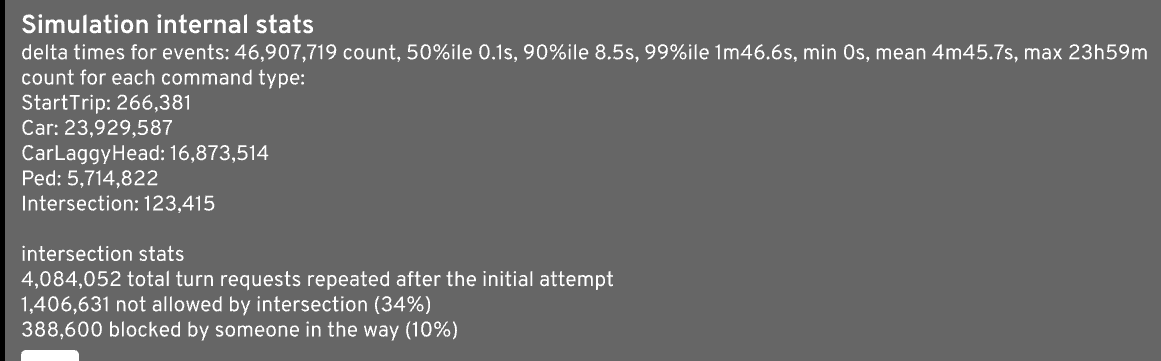 Simulation internal stats
delta times for events: 46,907,719 count, 50%ile 0.1s, 90%ile 8.5s, 99%ile 1m46.6s, min 0s, mean 4m45.7s, max 23h59m
count for each command type:
StartTrip: 266,381
Car: 23,929,587
CarLaggyHead: 16,873,514
Ped: 5,714,822
Intersection: 123,415
intersection stats
4,084,052 total turn requests repeated after the initial attempt
1,406,631 not allowed by intersection (34%)
388,600 blocked by someone in the way (10%)